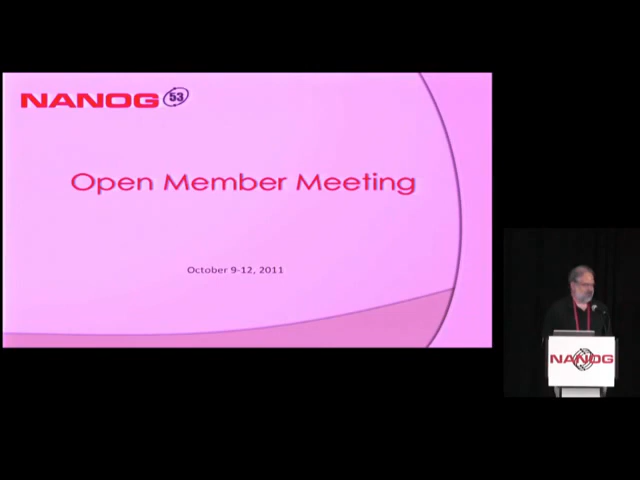 NANOG 53
Open Member Meeting
October 9-12, 2011
NANOG